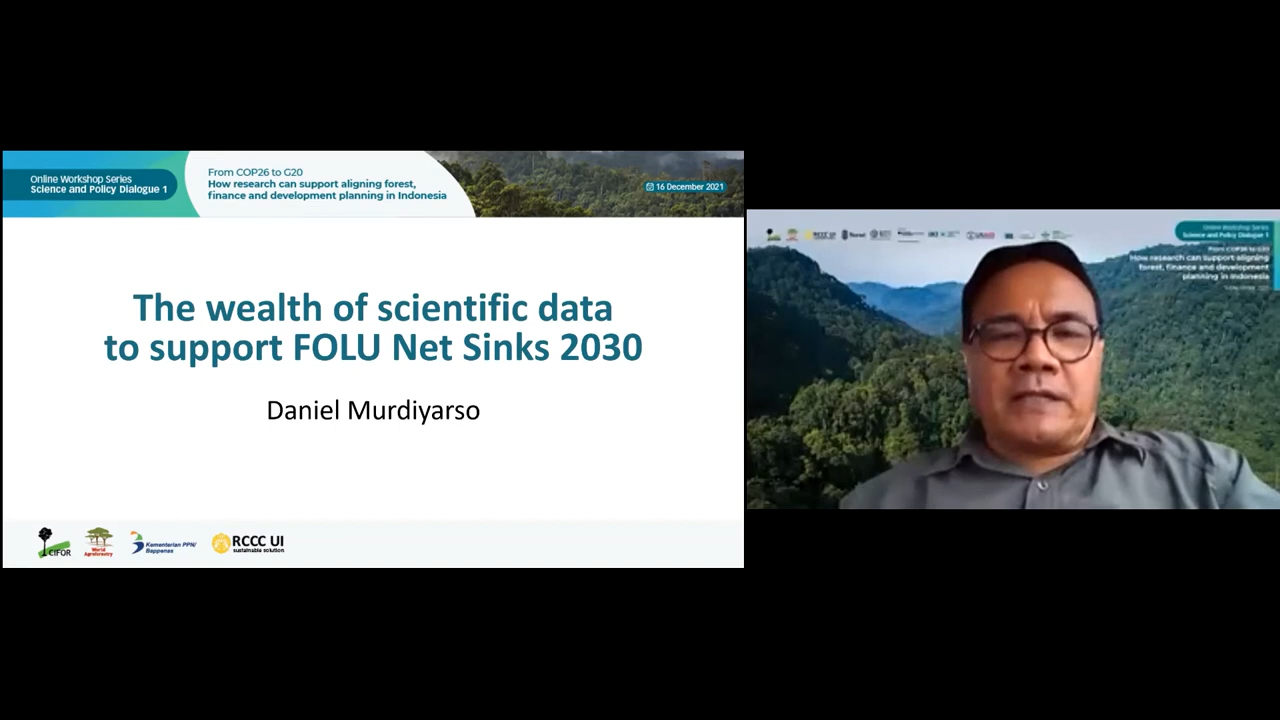 Online Workshop Series
Science and Policy Dialogue 1
From COP26 to G20
How research can support aligning forest,
finance and development planning in Indonesia
16 December 2021
The wealth of scientific data
to support FOLU Net Sinks 2030
Daniel Murdiyarso
CIFOR
World
Agroforestry
Kementerian PPN/
Bappenas
RCCC UI
sustainable solution
RCCC UI
USAID
Online Workshop Series
Science and Policy Dialogue 1
From COP26 to G20
How research can support aligning
forest, finance and development
planning in Indonesia